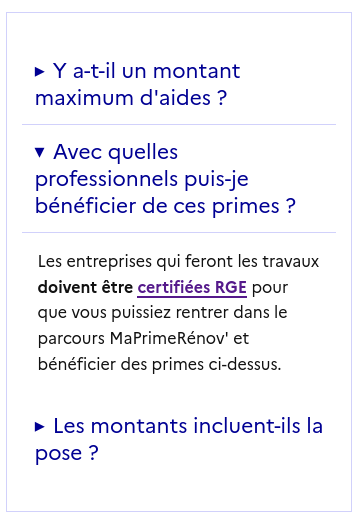 ▸ Y a-t-il un montant
maximum d'aides ?
▾ Avec quelles
professionnels puis-je
bénéficier de ces primes ?
Les entreprises qui feront les travaux
doivent être certifiées RGE pour
que vous puissiez rentrer dans le
parcours MaPrimeRénov' et
bénéficier des primes ci-dessus.
▸ Les montants incluent-ils la
pose ?